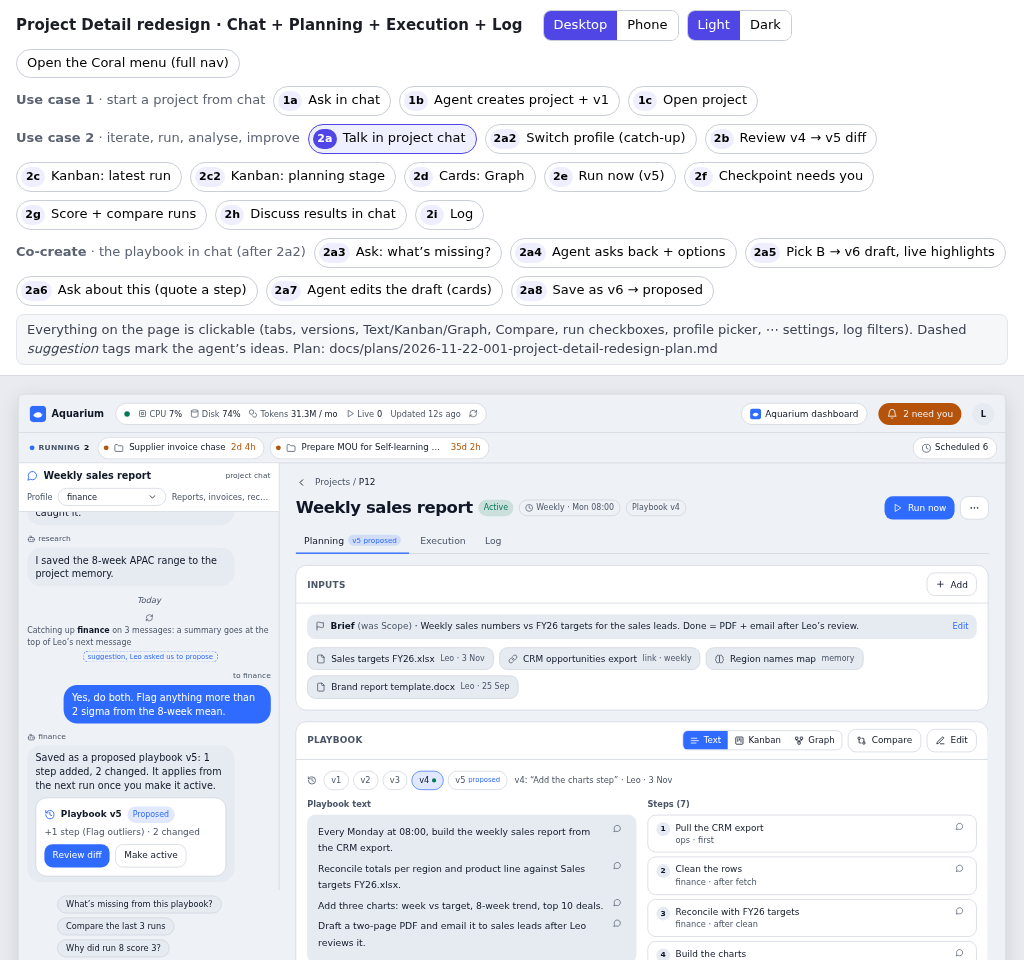 Project Detail redesign · Chat + Planning + Execution + Log
Desktop Phone Light Dark
Open the Coral menu (full nav)
Use case 1 · start a project from chat 1a Ask in chat 1b Agent creates project + v1 1c Open project
Use case 2 · iterate, run, analyse, improve 2a Talk in project chat 2a2 Switch profile (catch-up) 2b Review v4 → v5 diff
2c Kanban: latest run 2c2 Kanban: planning stage 2d Cards: Graph 2e Run now (v5) 2f Checkpoint needs you
2g Score + compare runs 2h Discuss results in chat 2i Log
Co-create · the playbook in chat (after 2a2) 2a3 Ask: what’s missing? 2a4 Agent asks back + options 2a5 Pick B → v6 draft, live highlights
2a6 Ask about this (quote a step) 2a7 Agent edits the draft (cards) 2a8 Save as v6 → proposed
Everything on the page is clickable (tabs, versions, Text/Kanban/Graph, Compare, run checkboxes, profile picker, ··· settings, log filters). Dashed
suggestion tags mark the agent’s ideas. Plan: docs/plans/2026-11-22-001-project-detail-redesign-plan.md
Aquarium CPU 7% Disk 74% Tokens 31.3M / mo Live 0 Updated 12s ago Aquarium dashboard 2 need you L
RUNNING 2 Supplier invoice chase 2d 4h Prepare MOU for Self-learning ... 35d 2h Scheduled 6
Weekly sales report project chat
Profile finance Reports, invoices, rec...
caught it.
research
I saved the 8-week APAC range to the
project memory.
Today
Catching up finance on 3 messages: a summary goes at the
top of Leo’s next message
suggestion, Leo asked us to propose
to finance
Yes, do both. Flag anything more than
2 sigma from the 8-week mean.
finance
Saved as a proposed playbook v5: 1
step added, 2 changed. It applies from
the next run once you make it active.
Playbook v5 Proposed
+1 step (Flag outliers) · 2 changed
Review diff Make active
What’s missing from this playbook?
Compare the last 3 runs
Why did run 8 score 3?
Projects / P12
Weekly sales report Active Weekly · Mon 08:00 Playbook v4 Run now ···
Planning v5 proposed Execution Log
INPUTS + Add
Brief (was Scope) · Weekly sales numbers vs FY26 targets for the sales leads. Done = PDF + email after Leo’s review. Edit
Sales targets FY26.xlsx Leo · 3 Nov CRM opportunities export link · weekly Region names map memory
Brand report template.docx Leo · 25 Sep
PLAYBOOK Text Kanban Graph Compare Edit
v1 v2 v3 v4 v5 proposed v4: “Add the charts step” · Leo · 3 Nov
Playbook text
Every Monday at 08:00, build the weekly sales report from
the CRM export.
Reconcile totals per region and product line against Sales
targets FY26.xlsx.
Add three charts: week vs target, 8-week trend, top 10 deals.
Draft a two-page PDF and email it to sales leads after Leo
reviews it.
Steps (7)
1 Pull the CRM export
ops · first
2 Clean the rows
finance · after fetch
3 Reconcile with FY26 targets
finance · after clean
4 Build the charts